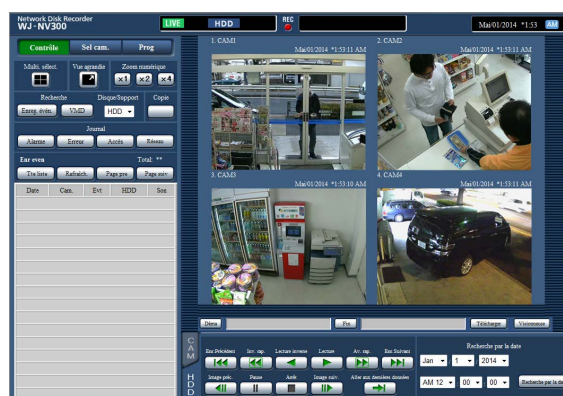 Network Disk Recorder
WJ-NV300
LIVE HDD REC Mai/01/2014 *1:53 AM
Contrôle Sel cam. Prog
Multi. sélect. Vue agrandie Zoom numérique
x1 x2 x4
Recherche Disque/Support Copie
Enreg. évén. VMD HDD
Journal
Alarme Erreur Accès Réseau
Enr even Total: **
Tte liste Rafraîch. Page pre Page suiv
Date Cam. Evt HDD Son
1. CAM1
Mai/01/2014 *1:53:11 AM
2. CAM2
Mai/01/2014 *1:53:11 AM
3. CAM3
Mai/01/2014 *1:53:10 AM
4. CAM4
Mai/01/2014 *1:53:11 AM
Déma Fin Télécharge Visionneuse
CAM
HDD
Enr Précédent Inv. rap. Lecture inverse Lecture Av. rap. Enr Suivant
Image préc. Pause Arrêt Image suiv. Aller aux dernières données
Recherche par la date
Jan 1 2014
AM 12 : 00 : 00 Recherche par la da